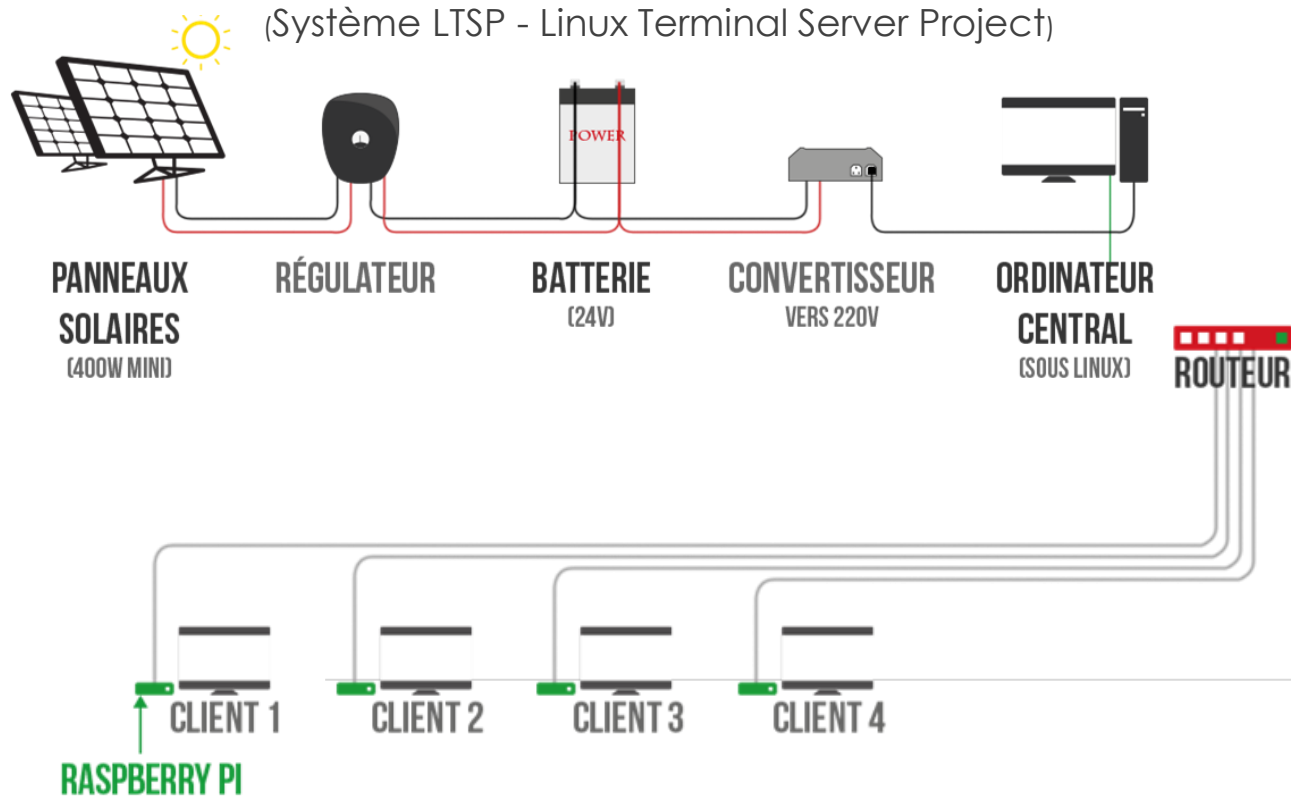 (Système LTSP - Linux Terminal Server Project)
POWER
PANNEAUX
SOLAIRES
(400W MINI)
RÉGULATEUR
BATTERIE
(24V)
CONVERTISSEUR
VERS 220V
ORDINATEUR
CENTRAL
(SOUS LINUX)
ROUTEUR
CLIENT 1
CLIENT 2
CLIENT 3
CLIENT 4
RASPBERRY PI